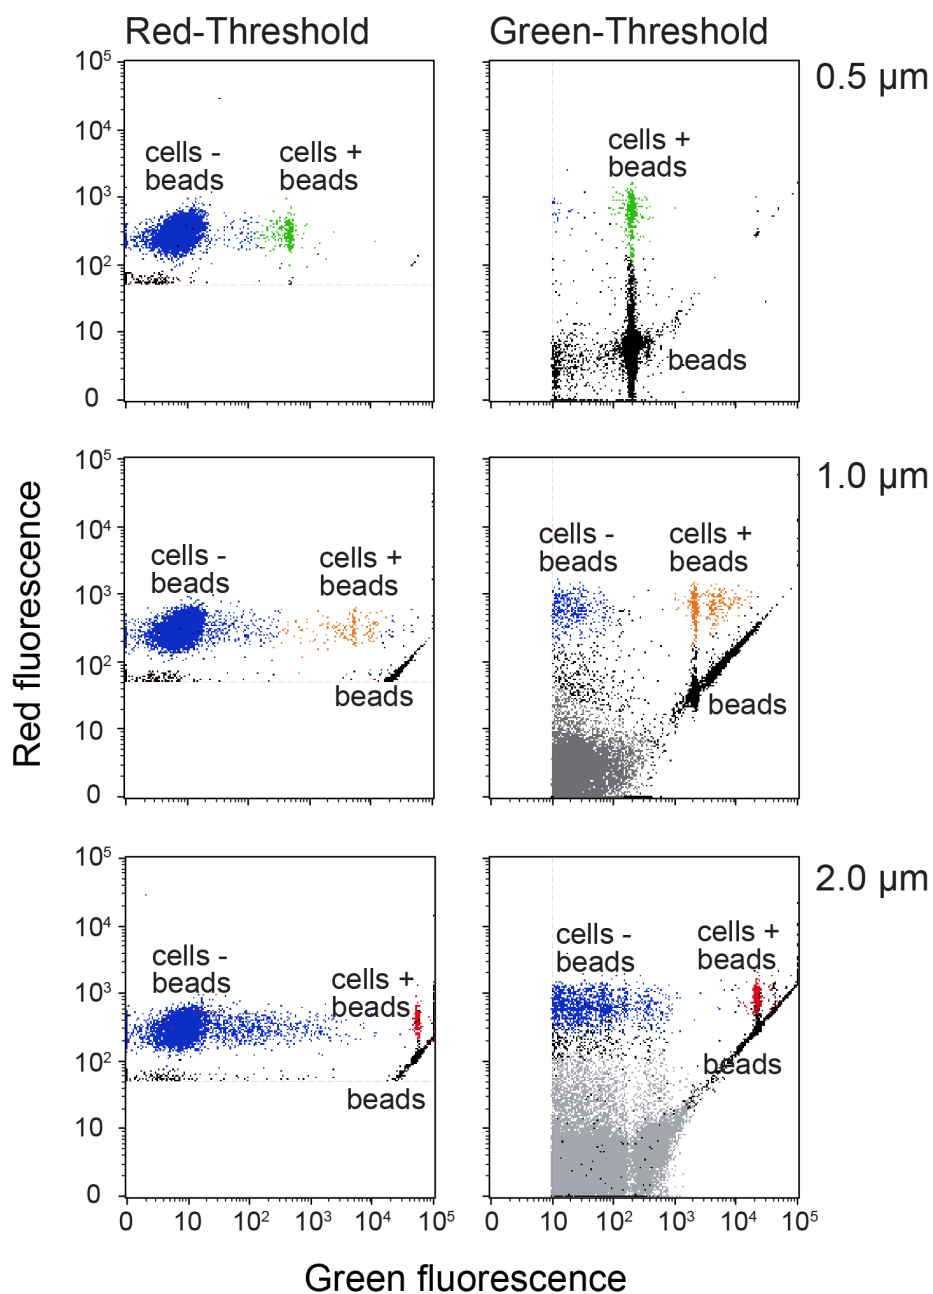 Red-Threshold
Green-Threshold
0.5 µm
10⁵
10⁴
10³
10²
10
0
cells -
beads
cells +
beads
cells +
beads
beads
Red fluorescence
1.0 µm
10⁵
10⁴
10³
10²
10
0
cells -
beads
cells +
beads
beads
cells -
beads
cells +
beads
beads
2.0 µm
10⁵
10⁴
10³
10²
10
0
cells -
beads
cells +
beads
beads
cells -
beads
cells +
beads
beads
0 10 10² 10³ 10⁴ 10⁵
0 10 10² 10³ 10⁴ 10⁵
Green fluorescence